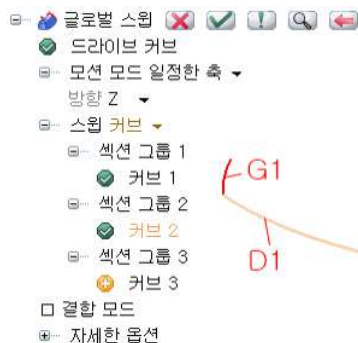 글로벌 스윕
드라이브 커브
모션 모드 일정한 축
방향 Z
스윕 커브
섹션 그룹 1
커브 1
섹션 그룹 2
커브 2
섹션 그룹 3
커브 3
결합 모드
자세한 옵션
G1
D1